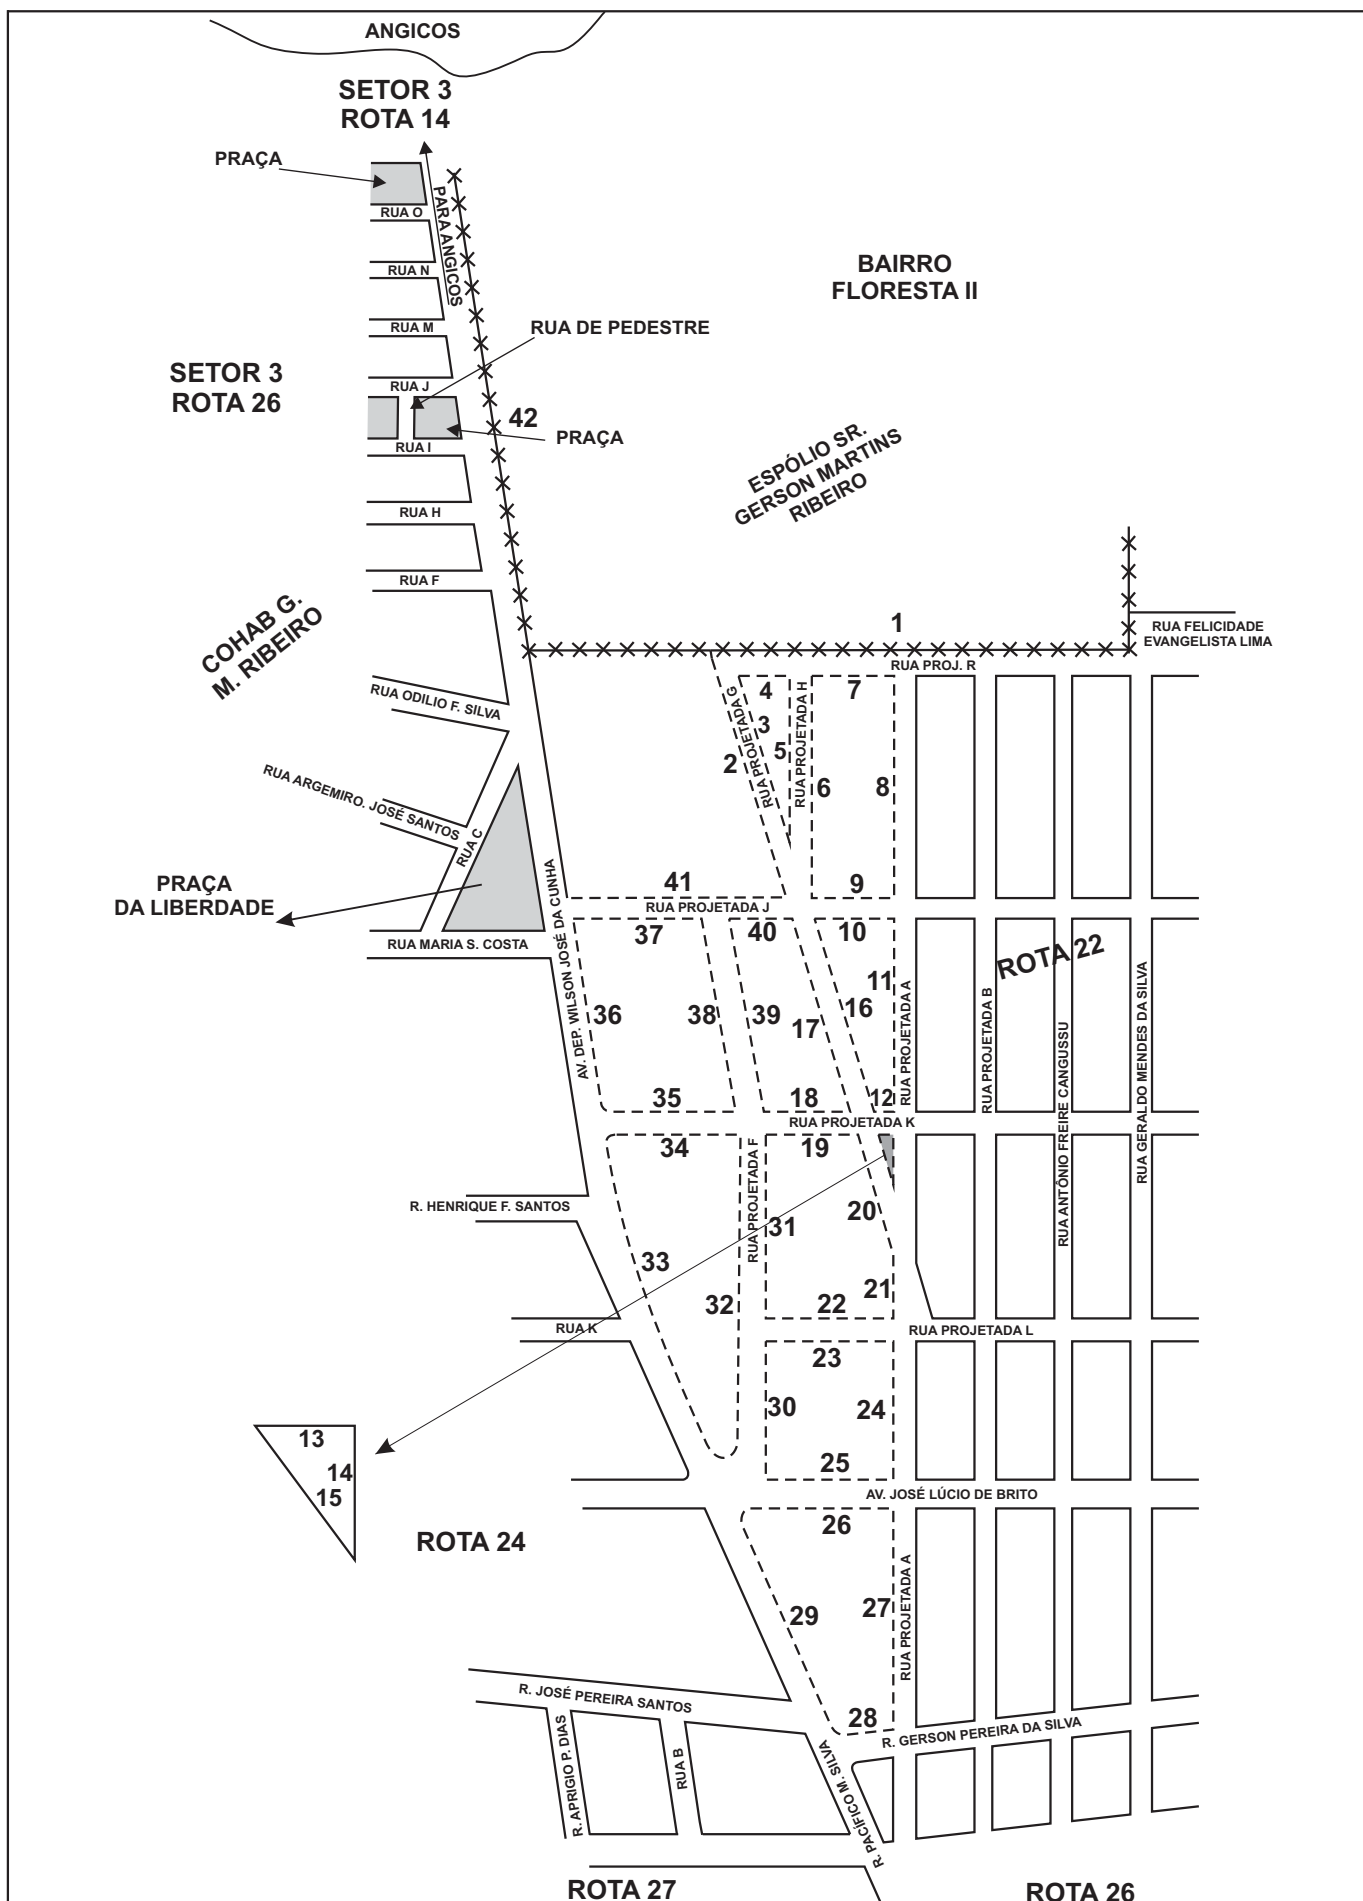 ANGICOS
SETOR 3
ROTA 14
PRAÇA
RUA O
PARA ANGICOS
RUA N
RUA M
BAIRRO
FLORESTA II
RUA DE PEDESTRE
SETOR 3
ROTA 26
RUA J
42
PRAÇA
RUA I
ESPÓLIO SR.
GERSON MARTINS
RIBEIRO
RUA H
RUA F
COHAB G.
M. RIBEIRO
1
RUA FELICIDADE
EVANGELISTA LIMA
RUA PROJ. R
RUA ODILIO F. SILVA
4
7
3
5
2
6
8
RUA PROJETADA G
RUA PROJETADA H
RUA ARGEMIRO. JOSÉ SANTOS
RUA C
PRAÇA
DA LIBERDADE
41
9
RUA PROJETADA J
RUA MARIA S. COSTA
AV. DEP. WILSON JOSÉ DA CUNHA
37
40
10
ROTA 22
11
36
38
39
17
16
RUA PROJETADA A
RUA PROJETADA B
RUA ANTÔNIO FREIRE CANGUSSU
RUA GERALDO MENDES DA SILVA
35
18
12
RUA PROJETADA K
34
19
RUA PROJETADA F
R. HENRIQUE F. SANTOS
20
31
33
21
32
22
RUA K
RUA PROJETADA L
23
30
24
25
13
14
15
AV. JOSÉ LÚCIO DE BRITO
ROTA 24
26
29
27
RUA PROJETADA A
28
R. JOSÉ PEREIRA SANTOS
R. GERSON PEREIRA DA SILVA
R. APRIGIO P. DIAS
RUA B
R. PACÍFICO M. SILVA
ROTA 27
ROTA 26